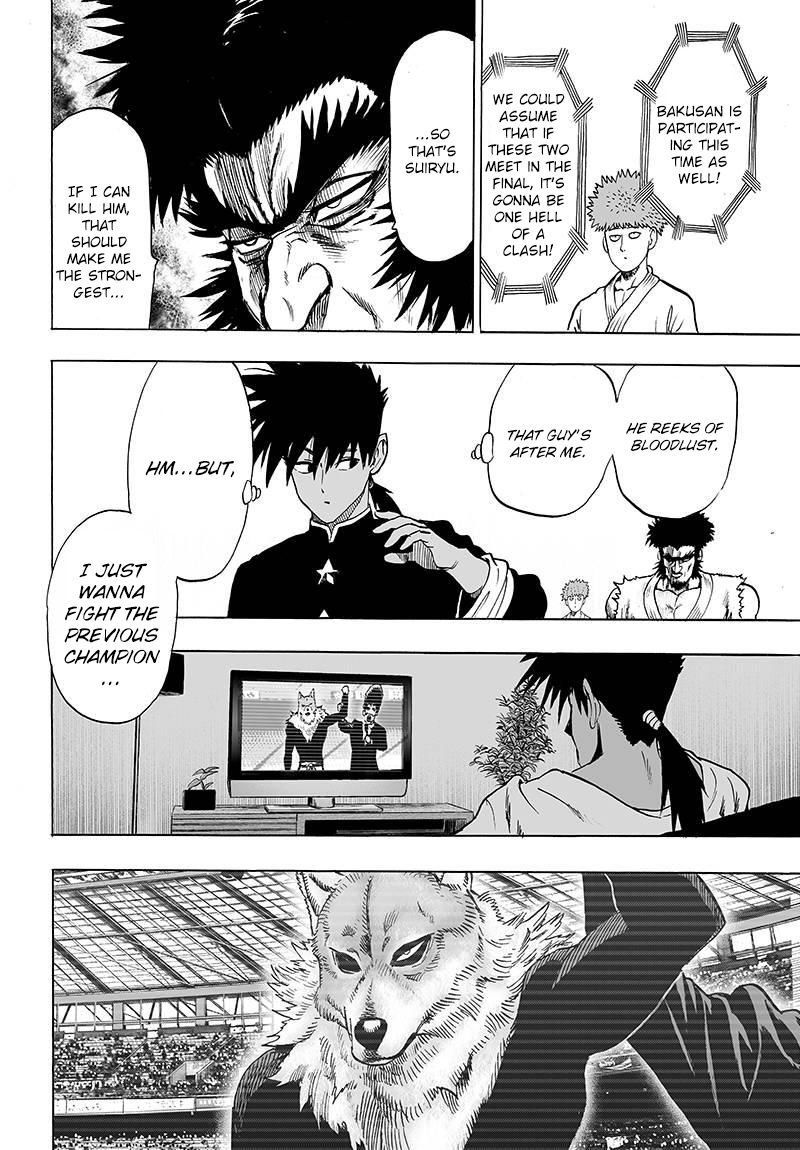 BAKUSAN IS
PARTICIPAT-
ING THIS
TIME AS
WELL!
WE COULD
ASSUME
THAT IF
THESE TWO
MEET IN THE
FINAL, IT'S
GONNA BE
ONE HELL
OF A
CLASH!
...SO
THAT'S
SUIRYU.
IF I CAN
KILL HIM,
THAT
SHOULD
MAKE ME
THE STRON-
GEST...
HE REEKS OF
BLOODLUST.
THAT GUY'S
AFTER ME.
HM...BUT,
I JUST
WANNA
FIGHT THE
PREVIOUS
CHAMPION
...